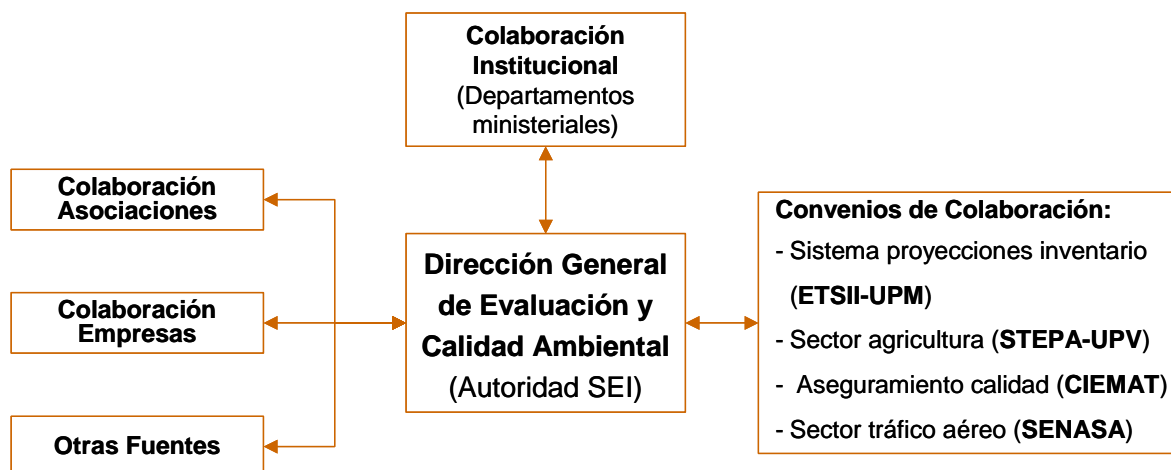 Colaboración
Institucional
(Departamentos
ministeriales)
Colaboración
Asociaciones
Colaboración
Empresas
Otras Fuentes
Dirección General
de Evaluación y
Calidad Ambiental
(Autoridad SEI)
Convenios de Colaboración:
- Sistema proyecciones inventario
(ETSII-UPM)
- Sector agricultura (STEPA-UPV)
- Aseguramiento calidad (CIEMAT)
- Sector tráfico aéreo (SENASA)